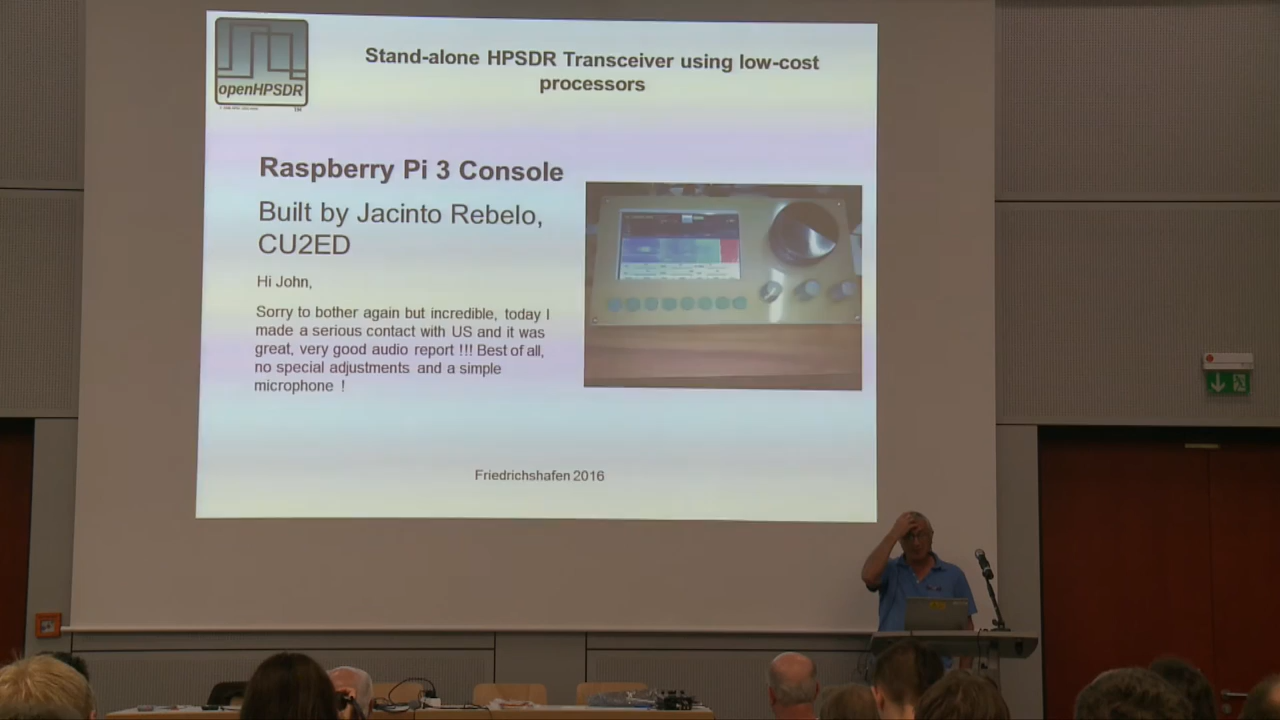 openHPSDR
TM
Stand-alone HPSDR Transceiver using low-cost
processors
Raspberry Pi 3 Console
Built by Jacinto Rebelo,
CU2ED
Hi John,
Sorry to bother again but incredible, today I
made a serious contact with US and it was
great, very good audio report !!! Best of all,
no special adjustments and a simple
microphone !
Friedrichshafen 2016